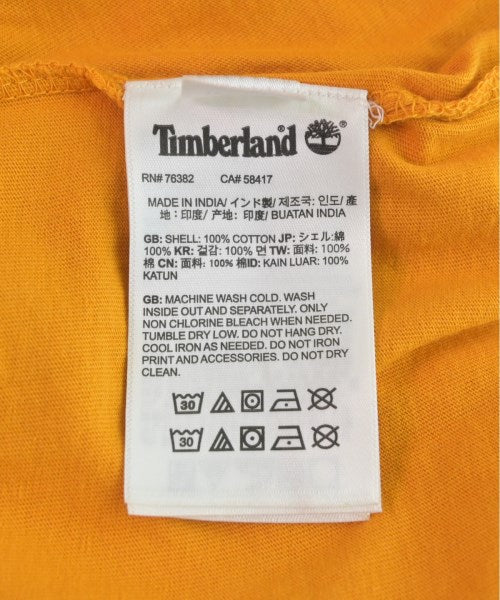 Timberland
RN# 76382 CA# 58417
MADE IN INDIA/ インド製/ 제조국: 인도/ 產
地：印度/ 产地：印度/ BUATAN INDIA
GB: SHELL: 100% COTTON JP: シェル:綿
100% KR: 겉감: 100% 면 TW: 面料: 100%
棉 CN: 面料: 100% 棉ID: KAIN LUAR: 100%
KATUN
GB: MACHINE WASH COLD. WASH
INSIDE OUT AND SEPARATELY. ONLY
NON CHLORINE BLEACH WHEN NEEDED.
TUMBLE DRY LOW. DO NOT HANG DRY.
COOL IRON AS NEEDED. DO NOT IRON
PRINT AND ACCESSORIES. DO NOT DRY
CLEAN.
30
30